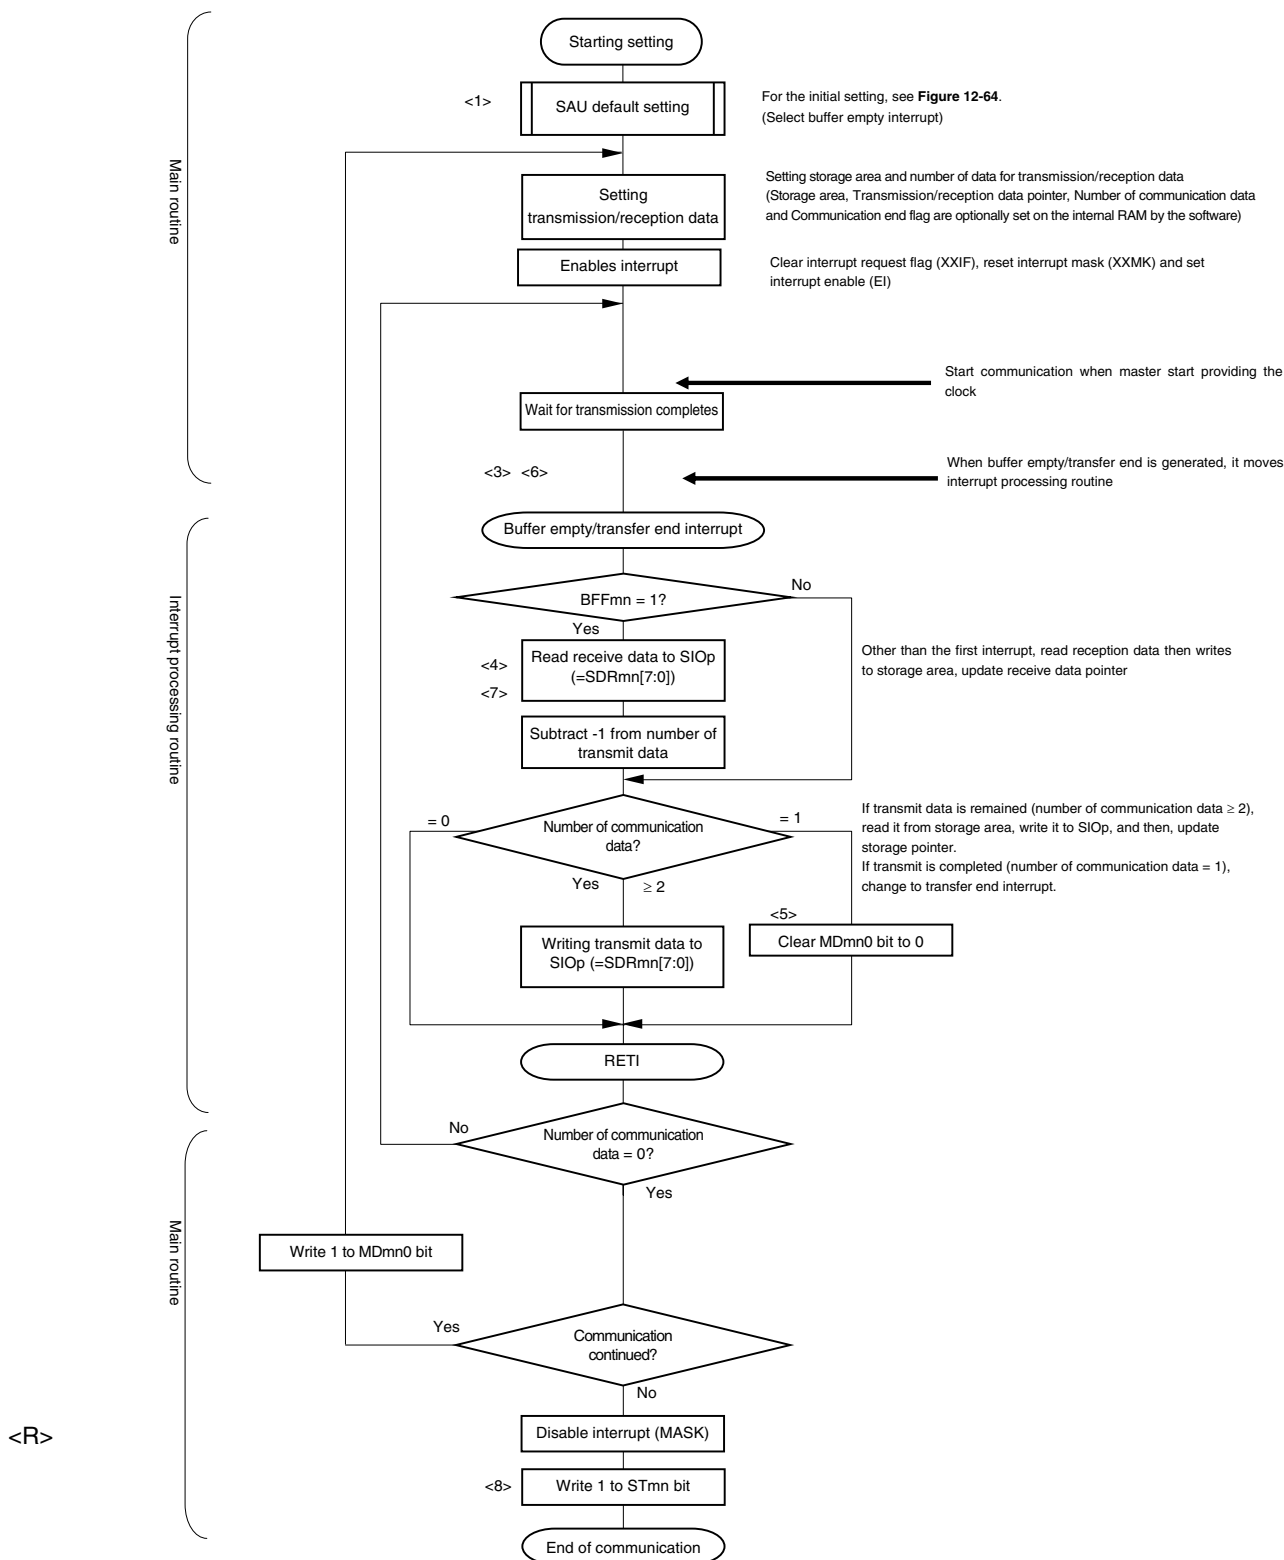 Main routine
Starting setting
<1>
SAU default setting
For the initial setting, see Figure 12-64.
(Select buffer empty interrupt)
Setting
transmission/reception data
Setting storage area and number of data for transmission/reception data
(Storage area, Transmission/reception data pointer, Number of communication data
and Communication end flag are optionally set on the internal RAM by the software)
Enables interrupt
Clear interrupt request flag (XXIF), reset interrupt mask (XXMK) and set
interrupt enable (EI)
Start communication when master start providing the
clock
Wait for transmission completes
<3> <6>
When buffer empty/transfer end is generated, it moves
interrupt processing routine
Interrupt processing routine
Buffer empty/transfer end interrupt
BFFmn = 1?
No
Yes
<4>
<7>
Read receive data to SIOp
(=SDRmn[7:0])
Other than the first interrupt, read reception data then writes
to storage area, update receive data pointer
Subtract -1 from number of
transmit data
= 0
Number of communication
data?
= 1
Yes
≥ 2
If transmit data is remained (number of communication data ≥ 2),
read it from storage area, write it to SIOp, and then, update
storage pointer.
If transmit is completed (number of communication data = 1),
change to transfer end interrupt.
<5>
Writing transmit data to
SIOp (=SDRmn[7:0])
Clear MDmn0 bit to 0
RETI
Main routine
No
Number of communication
data = 0?
Yes
Write 1 to MDmn0 bit
Yes
Communication
continued?
No
<R>
Disable interrupt (MASK)
<8>
Write 1 to STmn bit
End of communication